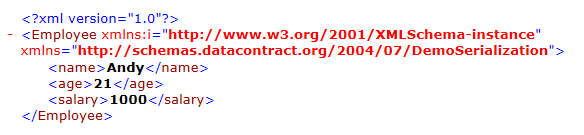 <?xml version="1.0"?>
- <Employee xmlns:i="http://www.w3.org/2001/XMLSchema-instance"
xmlns="http://schemas.datacontract.org/2004/07/DemoSerialization">
<name>Andy</name>
<age>21</age>
<salary>1000</salary>
</Employee>